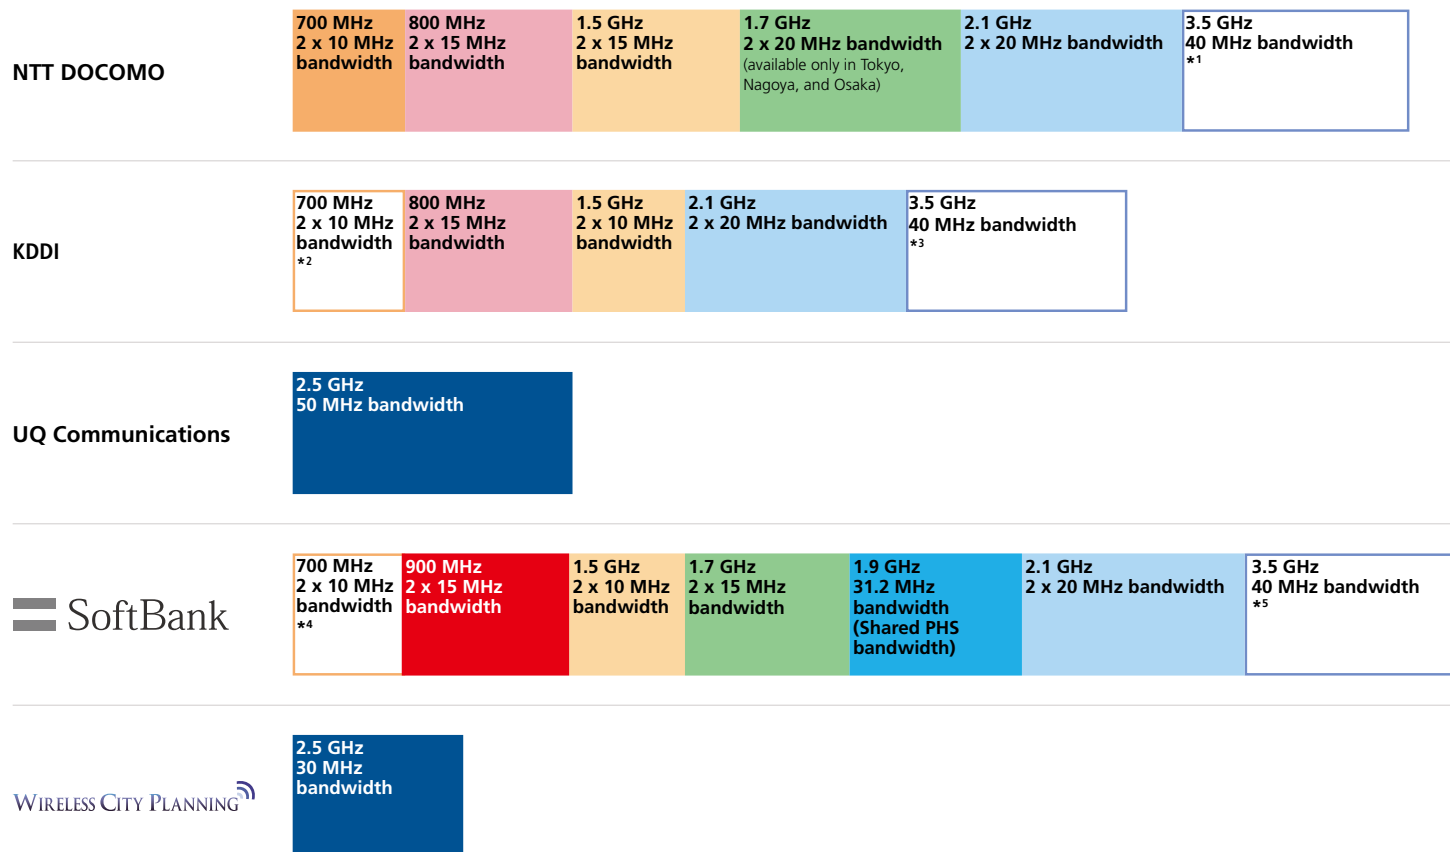 NTT DOCOMO
700 MHz
2 x 10 MHz
bandwidth
800 MHz
2 x 15 MHz
bandwidth
1.5 GHz
2 x 15 MHz
bandwidth
1.7 GHz
2 x 20 MHz bandwidth
(available only in Tokyo,
Nagoya, and Osaka)
2.1 GHz
2 x 20 MHz bandwidth
3.5 GHz
40 MHz bandwidth
*1
KDDI
700 MHz
2 x 10 MHz
bandwidth
*2
800 MHz
2 x 15 MHz
bandwidth
1.5 GHz
2 x 10 MHz
bandwidth
2.1 GHz
2 x 20 MHz bandwidth
3.5 GHz
40 MHz bandwidth
*3
UQ Communications
2.5 GHz
50 MHz bandwidth
SoftBank
700 MHz
2 x 10 MHz
bandwidth
*4
900 MHz
2 x 15 MHz
bandwidth
1.5 GHz
2 x 10 MHz
bandwidth
1.7 GHz
2 x 15 MHz
bandwidth
1.9 GHz
31.2 MHz
bandwidth
(Shared PHS
bandwidth)
2.1 GHz
2 x 20 MHz bandwidth
3.5 GHz
40 MHz bandwidth
*5
WIRELESS CITY PLANNING
2.5 GHz
30 MHz
bandwidth